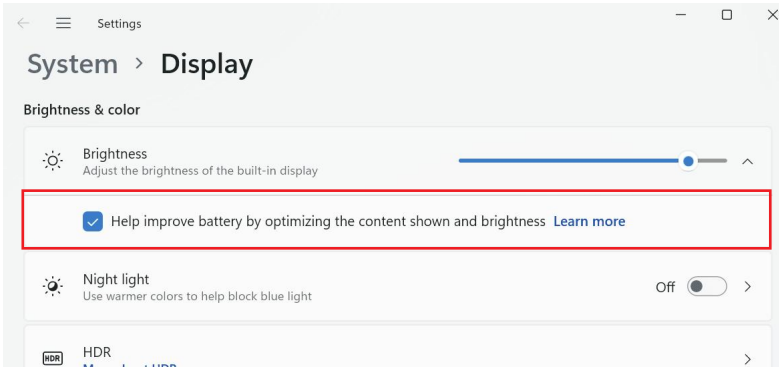 Settings
System > Display
Brightness & color
Brightness
Adjust the brightness of the built-in display
Help improve battery by optimizing the content shown and brightness Learn more
Night light
Off
Use warmer colors to help block blue light
HDR
HDR